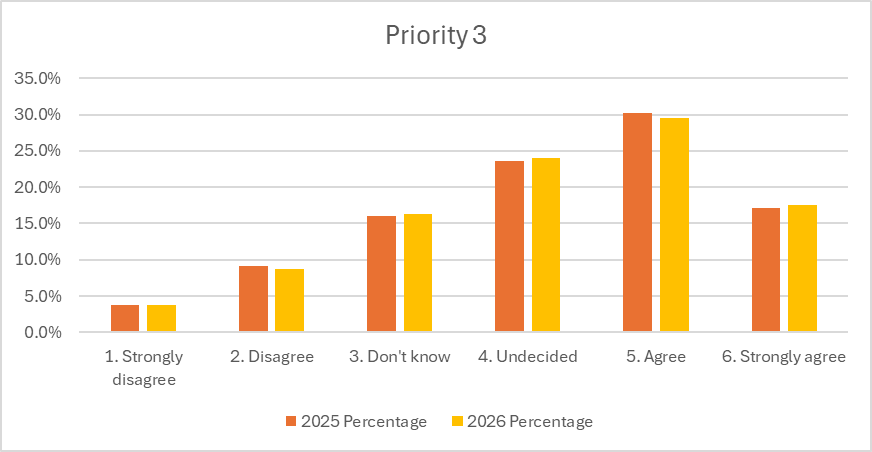 Priority 3
35.0%
30.0%
25.0%
20.0%
15.0%
10.0%
5.0%
0.0%
1. Strongly disagree
2. Disagree
3. Don't know
4. Undecided
5. Agree
6. Strongly agree
2025 Percentage
2026 Percentage